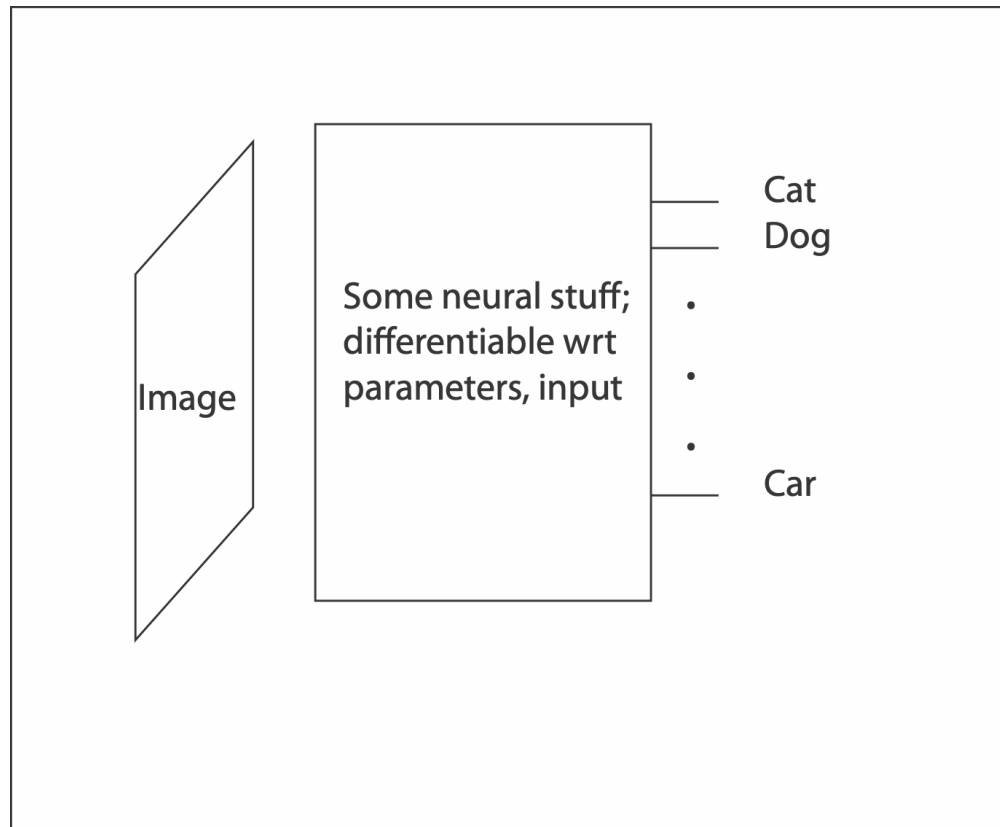 Image
Some neural stuff;
differentiable wrt
parameters, input
Cat
Dog
Car